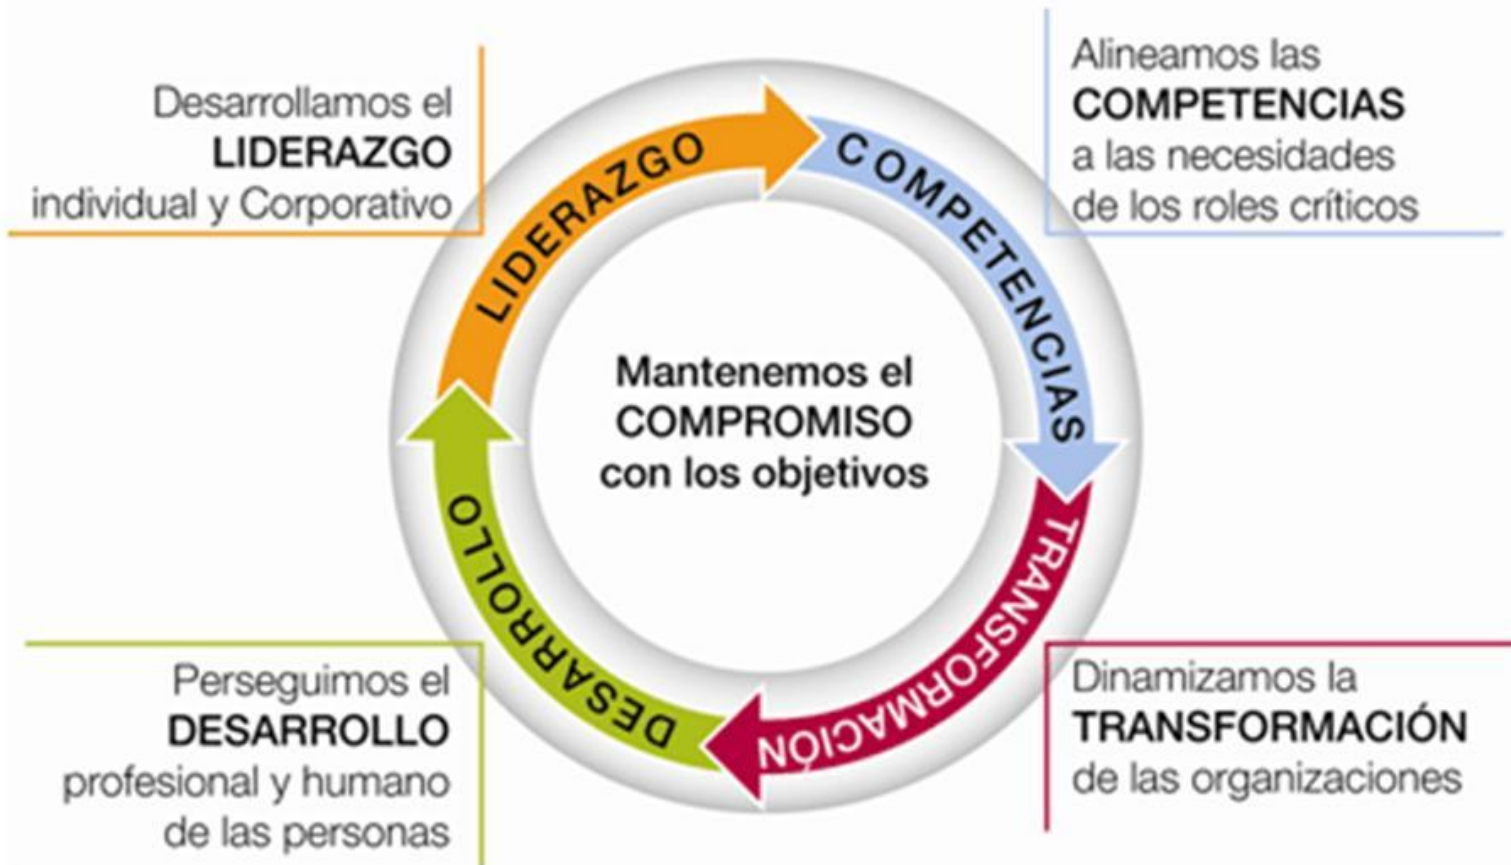 Desarrollamos el
LIDERAZGO
individual y Corporativo
Alineamos las
COMPETENCIAS
a las necesidades
de los roles críticos
LIDERAZGO
COMPETENCIAS
TRANSFORMACIÓN
DESARROLLO
Mantenemos el
COMPROMISO
con los objetivos
Perseguimos el
DESARROLLO
profesional y humano
de las personas
Dinamizamos la
TRANSFORMACIÓN
de las organizaciones